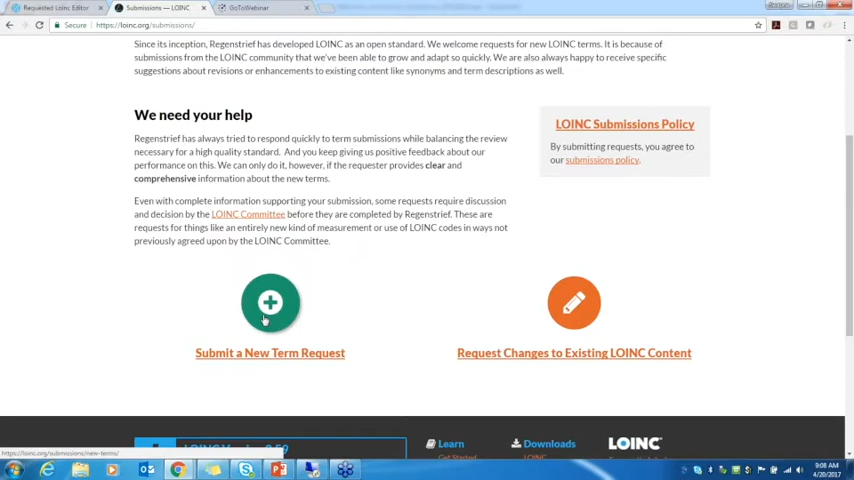 Requested Loinc Editor
Submissions — LOINC
GoToWebinar
Secure
https://loinc.org/submissions/
Since its inception, Regenstrief has developed LOINC as an open standard. We welcome requests for new LOINC terms. It is because of
submissions from the LOINC community that we've been able to grow and adapt so quickly. We are also always happy to receive specific
suggestions about revisions or enhancements to existing content like synonyms and term descriptions as well.
We need your help
Regenstrief has always tried to respond quickly to term submissions while balancing the review
necessary for a high quality standard. And you keep giving us positive feedback about our
performance on this. We can only do it, however, if the requester provides clear and
comprehensive information about the new terms.
Even with complete information supporting your submission, some requests require discussion
and decision by the LOINC Committee before they are completed by Regenstrief. These are
requests for things like an entirely new kind of measurement or use of LOINC codes in ways not
previously agreed upon by the LOINC Committee.
LOINC Submissions Policy
By submitting requests, you agree to
our submissions policy.
Submit a New Term Request
Request Changes to Existing LOINC Content
Learn
Downloads
LOINC
Get Started
LOINC
https://loinc.org/submissions/new-terms/
9:08 AM
4/20/2017